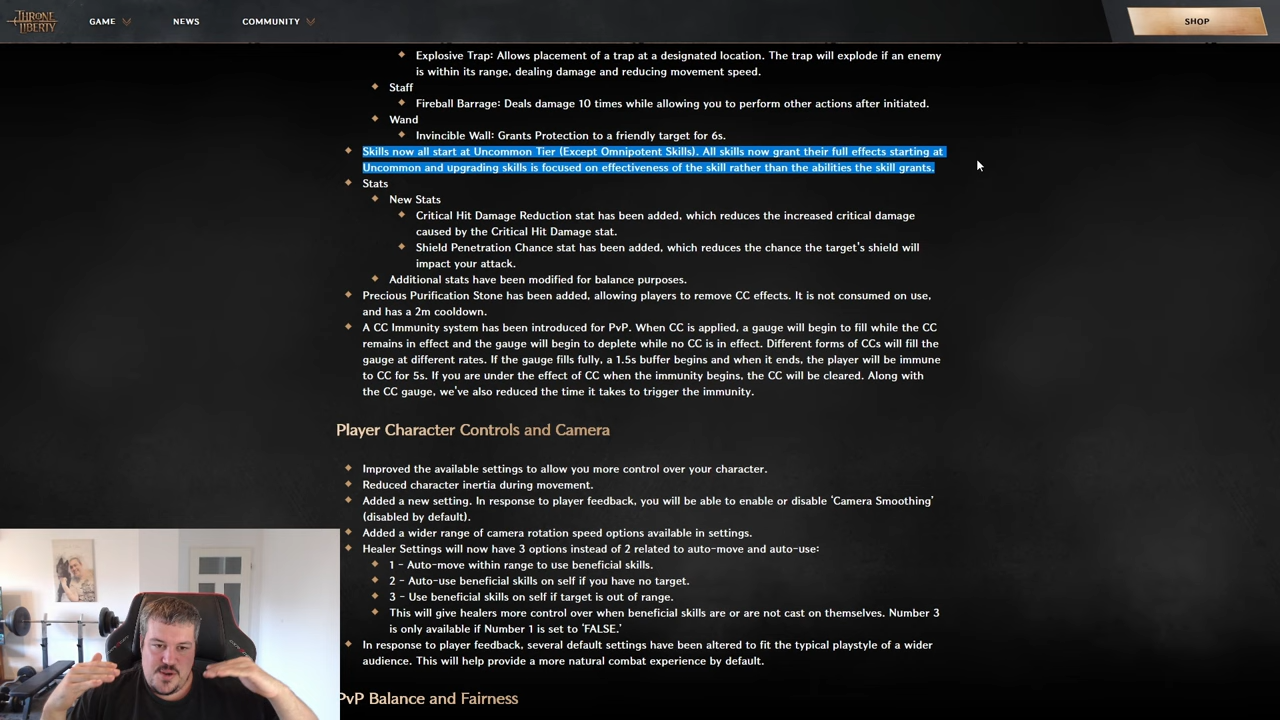 THRONE
LIBERTY
GAME
NEWS
COMMUNITY
SHOP
Explosive Trap: Allows placement of a trap at a designated location. The trap will explode if an enemy
is within its range, dealing damage and reducing movement speed.
Staff
Fireball Barrage: Deals damage 10 times while allowing you to perform other actions after initiated.
Wand
Invincible Wall: Grants Protection to a friendly target for 6s.
Skills now all start at Uncommon Tier (Except Omnipotent Skills). All skills now grant their full effects starting at
Uncommon and upgrading skills is focused on effectiveness of the skill rather than the abilities the skill grants.
Stats
New Stats
Critical Hit Damage Reduction stat has been added, which reduces the increased critical damage
caused by the Critical Hit Damage stat.
Shield Penetration Chance stat has been added, which reduces the chance the target's shield will
impact your attack.
Additional stats have been modified for balance purposes.
Precious Purification Stone has been added, allowing players to remove CC effects. It is not consumed on use,
and has a 2m cooldown.
A CC Immunity system has been introduced for PvP. When CC is applied, a gauge will begin to fill while the CC
remains in effect and the gauge will begin to deplete while no CC is in effect. Different forms of CCs will fill the
gauge at different rates. If the gauge fills fully, a 1.5s buffer begins and when it ends, the player will be immune
to CC for 5s. If you are under the effect of CC when the immunity begins, the CC will be cleared. Along with
the CC gauge, we've also reduced the time it takes to trigger the immunity.
Player Character Controls and Camera
Improved the available settings to allow you more control over your character.
Reduced character inertia during movement.
Added a new setting. In response to player feedback, you will be able to enable or disable 'Camera Smoothing'
(disabled by default).
Added a wider range of camera rotation speed options available in settings.
Healer Settings will now have 3 options instead of 2 related to auto-move and auto-use:
1 - Auto-move within range to use beneficial skills.
2 - Auto-use beneficial skills on self if you have no target.
3 - Use beneficial skills on self if target is out of range.
This will give healers more control over when beneficial skills are or are not cast on themselves. Number 3
is only available if Number 1 is set to 'FALSE.'
In response to player feedback, several default settings have been altered to fit the typical playstyle of a wider
audience. This will help provide a more natural combat experience by default.
PvP Balance and Fairness